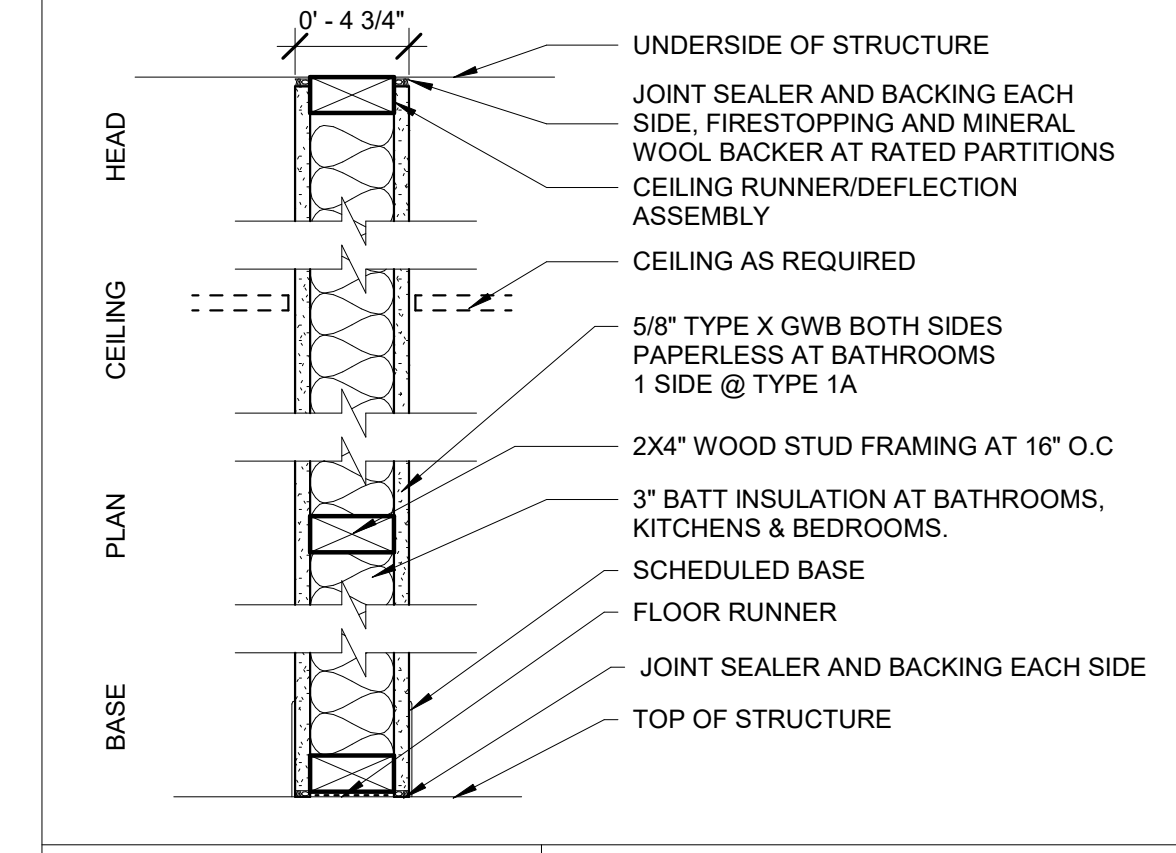 0' - 4 3/4"
UNDERSIDE OF STRUCTURE
JOINT SEALER AND BACKING EACH
SIDE, FIRESTOPPING AND MINERAL
WOOL BACKER AT RATED PARTITIONS
CEILING RUNNER/DEFLECTION
ASSEMBLY
CEILING AS REQUIRED
5/8" TYPE X GWB BOTH SIDES
PAPERLESS AT BATHROOMS
1 SIDE @ TYPE 1A
2X4" WOOD STUD FRAMING AT 16" O.C
3" BATT INSULATION AT BATHROOMS,
KITCHENS & BEDROOMS.
SCHEDULED BASE
FLOOR RUNNER
JOINT SEALER AND BACKING EACH SIDE
TOP OF STRUCTURE
HEAD
CEILING
PLAN
BASE